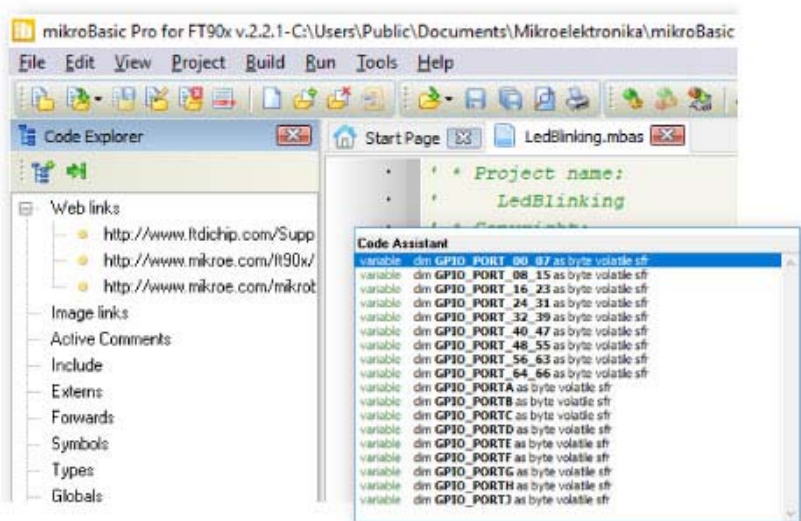 mikroBasic Pro for FT90x v.2.2.1-C:\Users\Public\Documents\Mikroelektronika\mikroBasic
File Edit View Project Build Run Tools Help
Code Explorer
Start Page LedBlinking.mbas
' * Project name:
' LedBlinking
' * Copyright:
Web links
http://www.ftdichip.com/Supp
http://www.mikroe.com/ft90x/
http://www.mikroe.com/mikrot
Image links
Active Comments
Include
Externs
Forwards
Symbols
Types
Globals
Code Assistant
variable dim GPIO_PORT_00_07 as byte volatile sfr
variable dim GPIO_PORT_08_15 as byte volatile sfr
variable dim GPIO_PORT_16_23 as byte volatile sfr
variable dim GPIO_PORT_24_31 as byte volatile sfr
variable dim GPIO_PORT_32_39 as byte volatile sfr
variable dim GPIO_PORT_40_47 as byte volatile sfr
variable dim GPIO_PORT_48_55 as byte volatile sfr
variable dim GPIO_PORT_56_63 as byte volatile sfr
variable dim GPIO_PORT_64_66 as byte volatile sfr
variable dim GPIO_PORTA as byte volatile sfr
variable dim GPIO_PORTB as byte volatile sfr
variable dim GPIO_PORTC as byte volatile sfr
variable dim GPIO_PORTD as byte volatile sfr
variable dim GPIO_PORTE as byte volatile sfr
variable dim GPIO_PORTF as byte volatile sfr
variable dim GPIO_PORTG as byte volatile sfr
variable dim GPIO_PORTH as byte volatile sfr
variable dim GPIO_PORTJ as byte volatile sfr